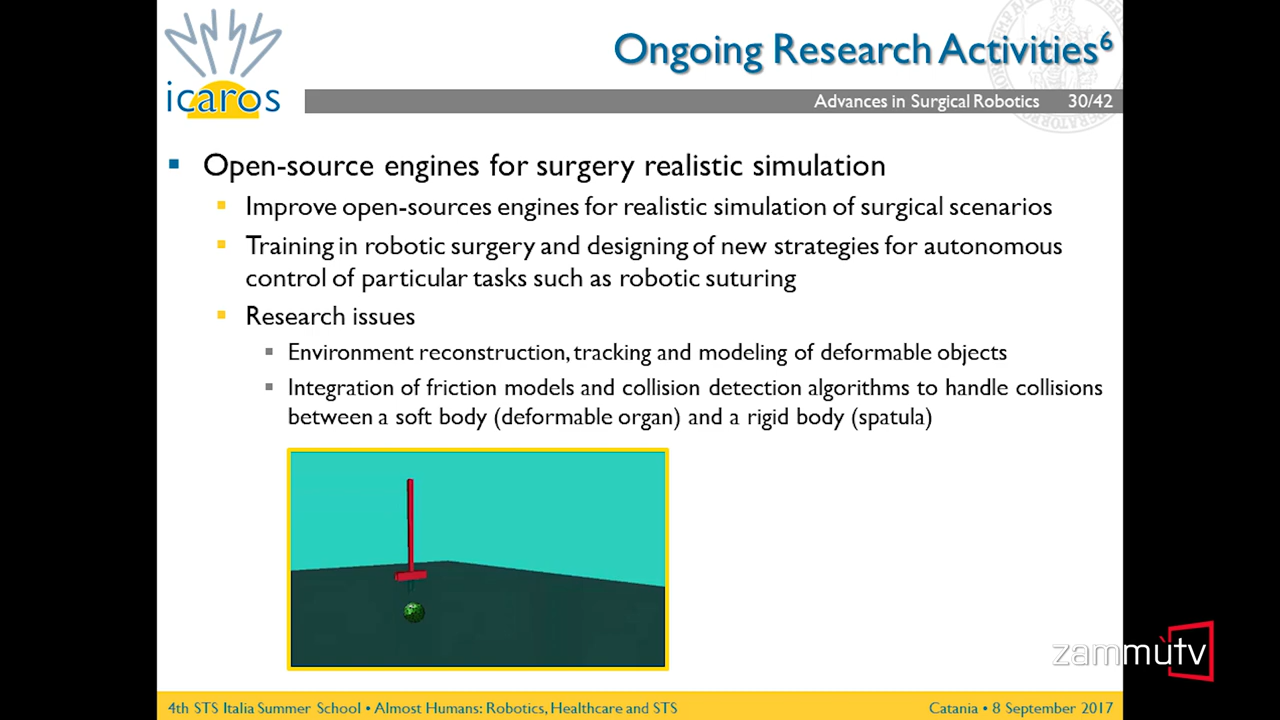 icaros
Ongoing Research Activities⁶
Advances in Surgical Robotics 30/42
Open-source engines for surgery realistic simulation
Improve open-sources engines for realistic simulation of surgical scenarios
Training in robotic surgery and designing of new strategies for autonomous
control of particular tasks such as robotic suturing
Research issues
Environment reconstruction, tracking and modeling of deformable objects
Integration of friction models and collision detection algorithms to handle collisions
between a soft body (deformable organ) and a rigid body (spatula)
zammùtv
4th STS Italia Summer School • Almost Humans: Robotics, Healthcare and STS
Catania • 8 September 2017